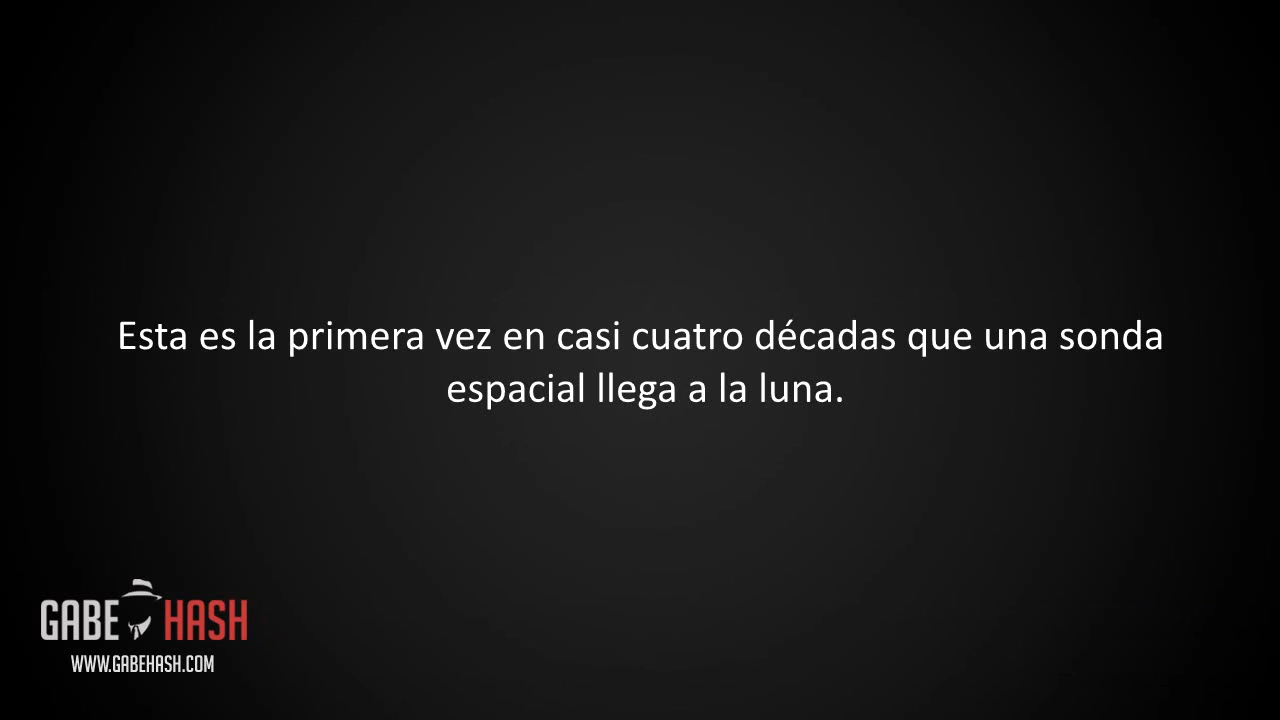 Esta es la primera vez en casi cuatro décadas que una sonda
espacial llega a la luna.
GABE HASH
WWW.GABEHASH.COM